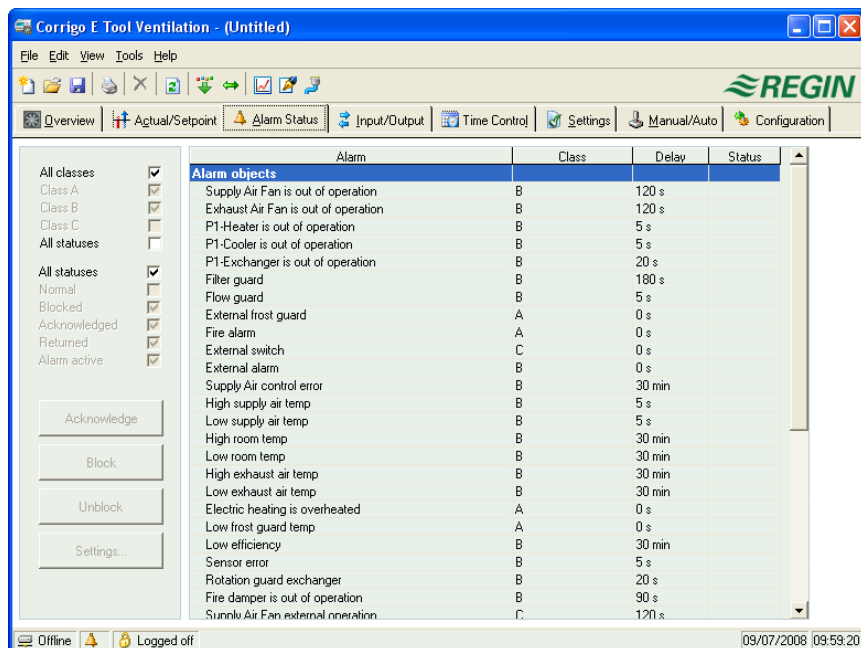 Corrigo E Tool Ventilation - (Untitled)
File Edit View Tools Help
REGIN
Overview Actual/Setpoint Alarm Status Input/Output Time Control Settings Manual/Auto Configuration
Alarm Class Delay Status
All classes
Class A
Class B
Class C
All statuses
All statuses
Normal
Blocked
Acknowledged
Returned
Alarm active
Acknowledge
Block
Unblock
Settings...
Alarm objects
Supply Air Fan is out of operation B 120 s
Exhaust Air Fan is out of operation B 120 s
P1-Heater is out of operation B 5 s
P1-Cooler is out of operation B 5 s
P1-Exchanger is out of operation B 20 s
Filter guard B 180 s
Flow guard B 5 s
External frost guard A 0 s
Fire alarm A 0 s
External switch C 0 s
External alarm B 0 s
Supply Air control error B 30 min
High supply air temp B 5 s
Low supply air temp B 5 s
High room temp B 30 min
Low room temp B 30 min
High exhaust air temp B 30 min
Low exhaust air temp B 30 min
Electric heating is overheated A 0 s
Low frost guard temp A 0 s
Low efficiency B 30 min
Sensor error B 5 s
Rotation guard exchanger B 20 s
Fire damper is out of operation B 90 s
Supply Air Fan external operation C 120 s
Offline Logged off 09/07/2008 09:59:20